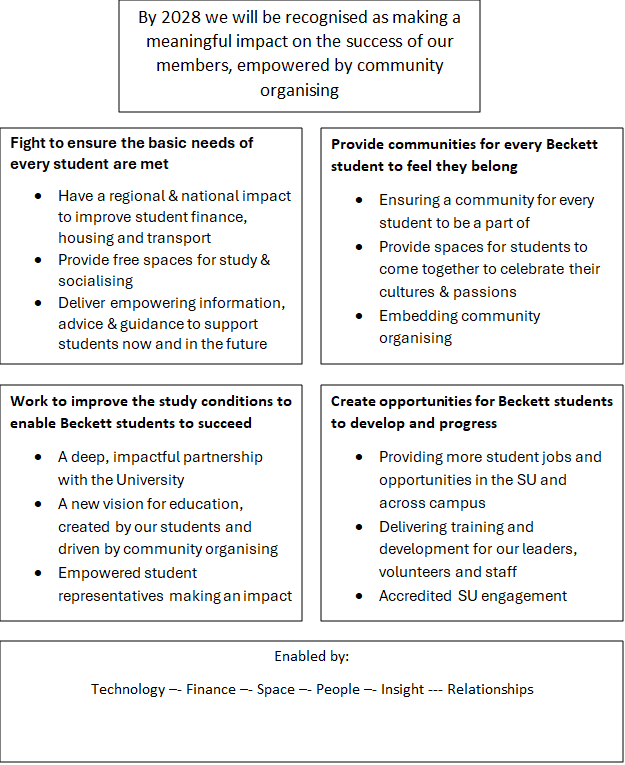 By 2028 we will be recognised as making a
meaningful impact on the success of our
members, empowered by community
organising
Fight to ensure the basic needs of
every student are met
• Have a regional & national impact
to improve student finance,
housing and transport
• Provide free spaces for study &
socialising
• Deliver empowering information,
advice & guidance to support
students now and in the future
Provide communities for every Beckett
student to feel they belong
• Ensuring a community for every
student to be a part of
• Provide spaces for students to
come together to celebrate their
cultures & passions
• Embedding community
organising
Work to improve the study conditions to
enable Beckett students to succeed
• A deep, impactful partnership
with the University
• A new vision for education,
created by our students and
driven by community organising
• Empowered student
representatives making an impact
Create opportunities for Beckett students
to develop and progress
• Providing more student jobs and
opportunities in the SU and
across campus
• Delivering training and
development for our leaders,
volunteers and staff
• Accredited SU engagement
Enabled by:
Technology –- Finance –- Space –- People –- Insight --- Relationships